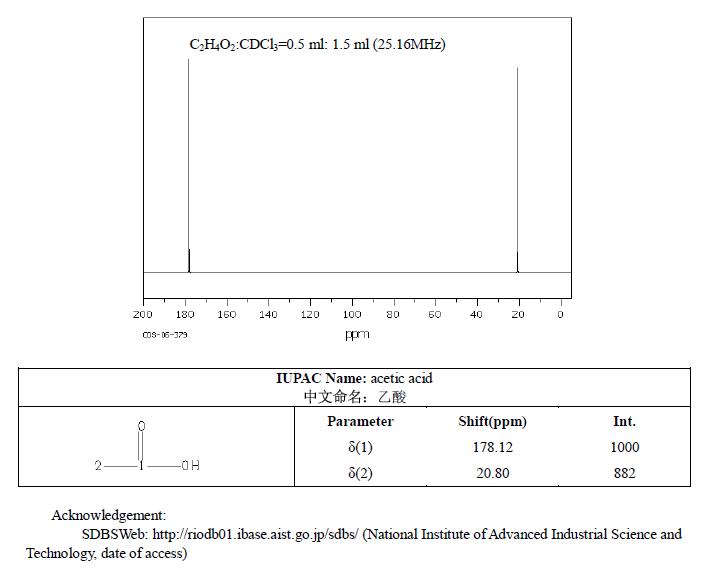 C₂H₄O₂:CDCl₃=0.5 ml: 1.5 ml (25.16MHz)
200 180 160 140 120 100 80 60 40 20 0
CDS-06-379
ppm
IUPAC Name: acetic acid
中文命名：乙酸
Parameter Shift(ppm) Int.
O
δ(1) 178.12 1000
2 1 OH
δ(2) 20.80 882
Acknowledgement:
SDBSWeb: http://riodb01.ibase.aist.go.jp/sdbs/ (National Institute of Advanced Industrial Science and
Technology, date of access)